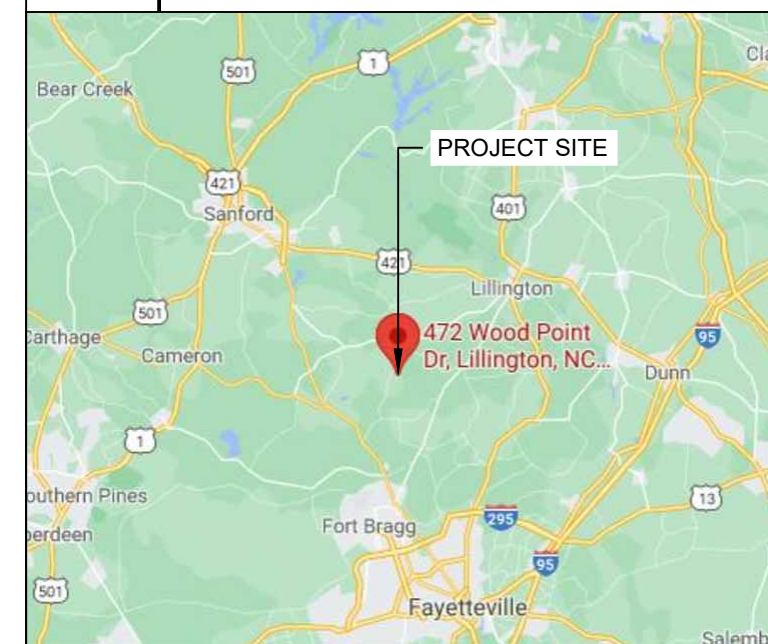 Cla
501
1
Bear Creek
PROJECT SITE
421
401
Sanford
421
Lillington
501
472 Wood Point
Dr, Lillington, NC...
95
Carthage
Cameron
Dunn
1
outhern Pines
13
Fort Bragg
295
berdeen
95
501
Fayetteville
Salemb